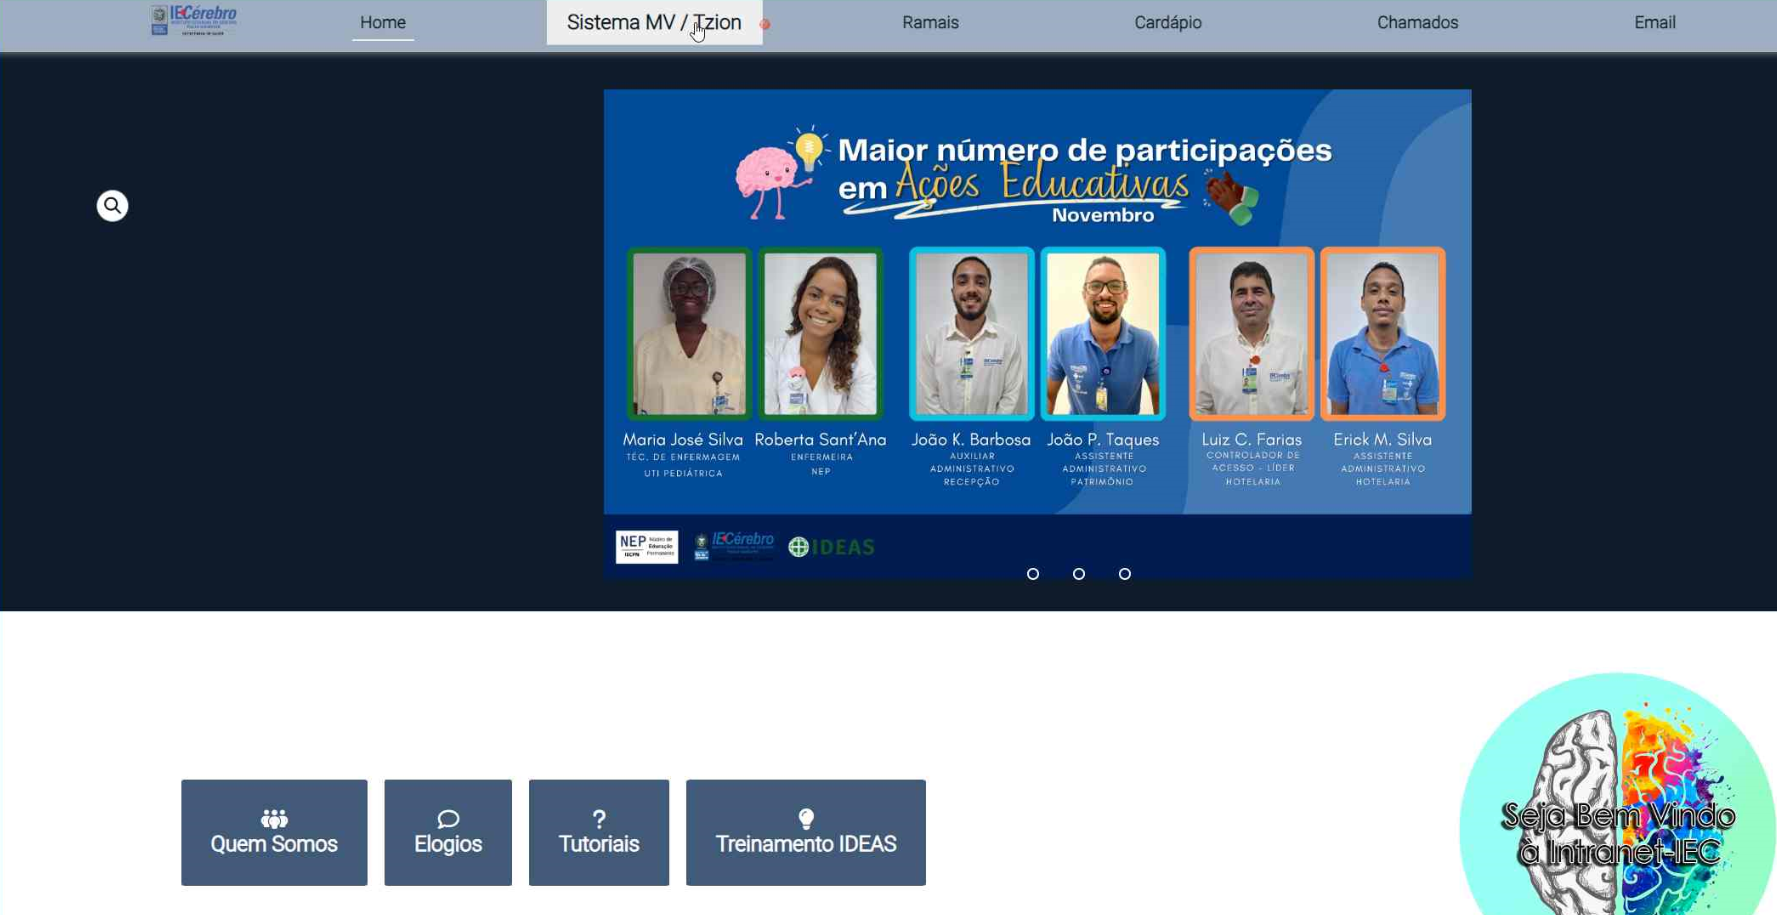 IECérebro
Home
Sistema MV / Tzion
Ramais
Cardápio
Chamados
Email
Maior número de participações
em Ações Educativas
Novembro
Maria José Silva
TÉC. DE ENFERMAGEM
UTI PEDIÁTRICA
Roberta Sant'Ana
ENFERMEIRA
NEP
João K. Barbosa
AUXILIAR
ADMINISTRATIVO
RECEPÇÃO
João P. Taques
ASSISTENTE
ADMINISTRATIVO
PATRIMÔNIO
Luiz C. Farias
CONTROLADOR DE
ACESSO - LÍDER
HOTELARIA
Erick M. Silva
ASSISTENTE
ADMINISTRATIVO
HOTELARIA
NEP
Núcleo de
Educação
Permanente
IECPN
IECérebro
IDEAS
Quem Somos
Elogios
Tutoriais
Treinamento IDEAS
Seja Bem Vindo
à Intranet-IEC